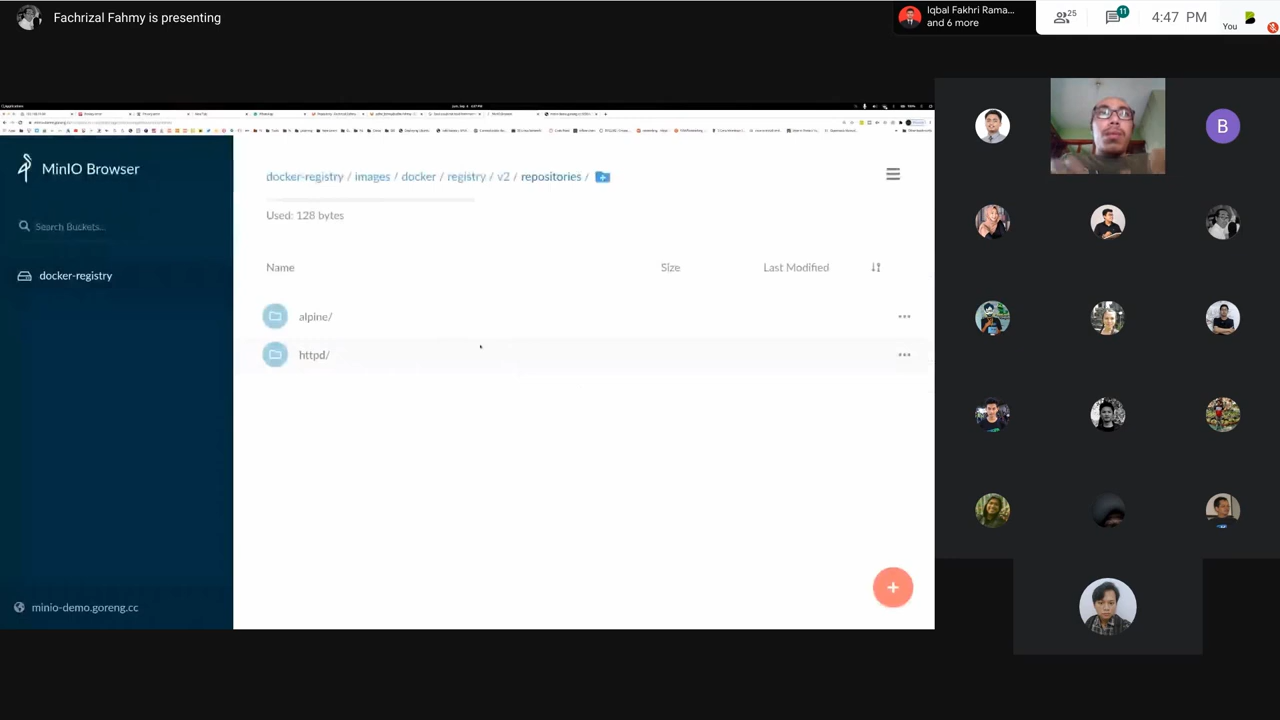 Fachrizal Fahmy is presenting
Iqbal Fakhri Rama...
and 6 more
25
11
4:47 PM
You
MinIO Browser
Search Buckets...
docker-registry
minio-demo.goreng.cc
docker-registry / images / docker / registry / v2 / repositories /
Used: 128 bytes
Name Size Last Modified
alpine/
httpd/
B